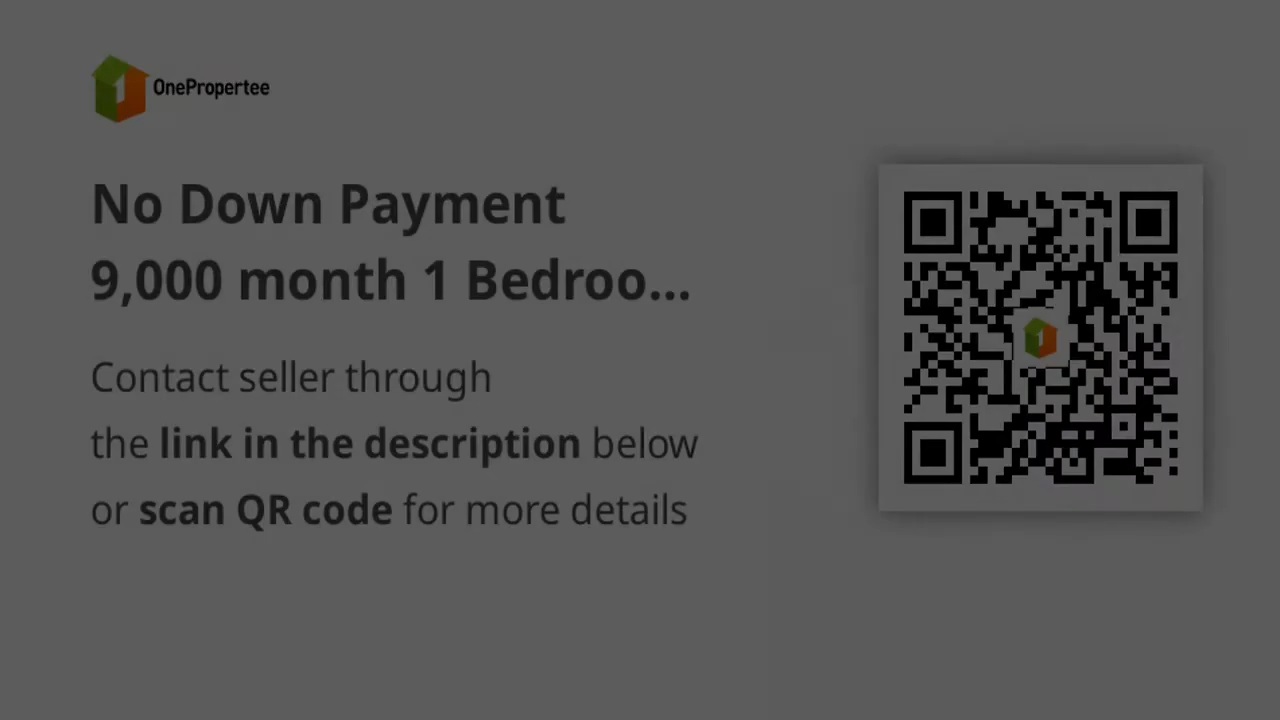 OnePropertee
No Down Payment
9,000 month 1 Bedroo...
Contact seller through
the link in the description below
or scan QR code for more details